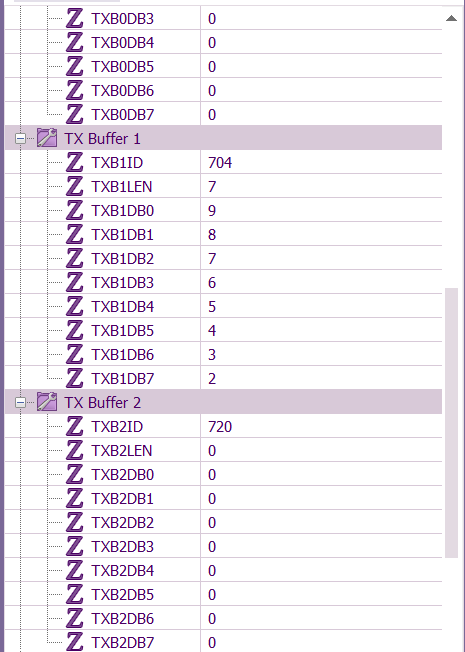 TXB0DB3 0
TXB0DB4 0
TXB0DB5 0
TXB0DB6 0
TXB0DB7 0
TX Buffer 1
TXB1ID 704
TXB1LEN 7
TXB1DB0 9
TXB1DB1 8
TXB1DB2 7
TXB1DB3 6
TXB1DB4 5
TXB1DB5 4
TXB1DB6 3
TXB1DB7 2
TX Buffer 2
TXB2ID 720
TXB2LEN 0
TXB2DB0 0
TXB2DB1 0
TXB2DB2 0
TXB2DB3 0
TXB2DB4 0
TXB2DB5 0
TXB2DB6 0
TXB2DB7 0